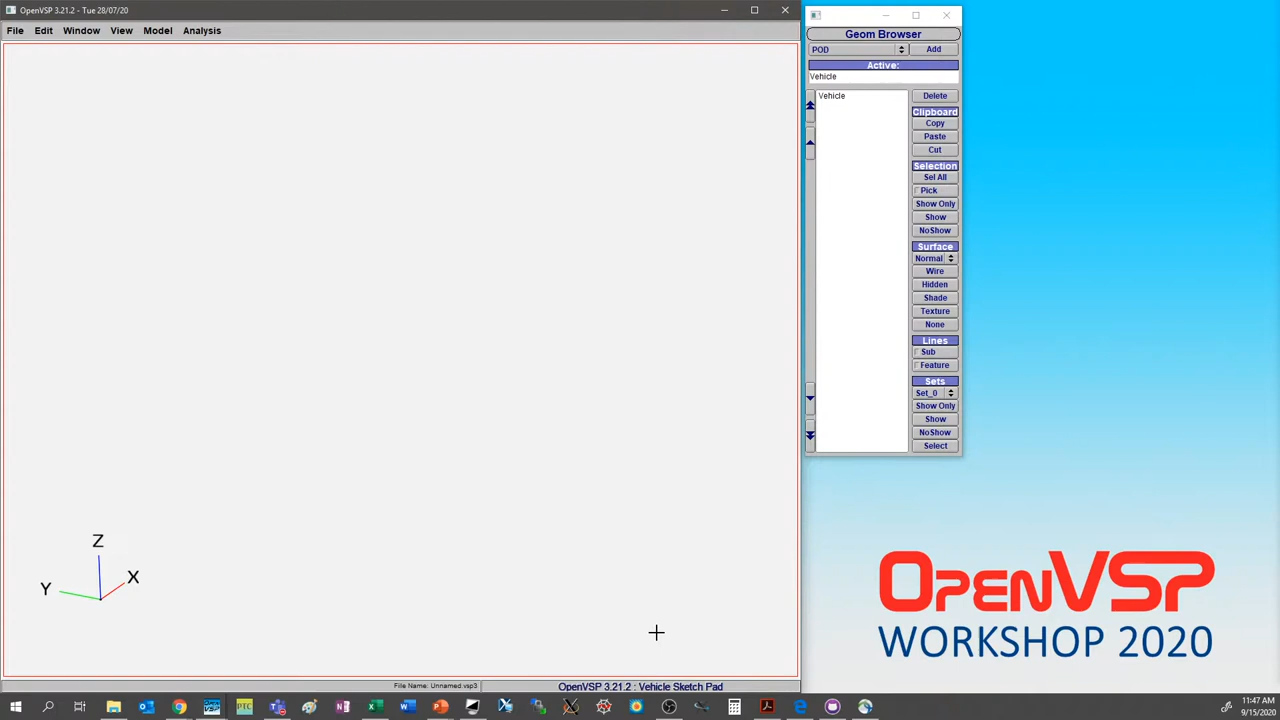 OpenVSP 3.21.2 - Tue 28/07/20
File Edit Window View Model Analysis
Z
Y
X
File Name: Unnamed.vsp3
OpenVSP 3.21.2 : Vehicle Sketch Pad
Geom Browser
POD
Add
Active:
Vehicle
Vehicle
Delete
Clipboard
Copy
Paste
Cut
Selection
Sel All
Pick
Show Only
Show
NoShow
Surface
Normal
Wire
Hidden
Shade
Texture
None
Lines
Sub
Feature
Sets
Set_0
Show Only
Show
NoShow
Select
OPENVSP
WORKSHOP 2020
PTC
11:47 AM
9/15/2020